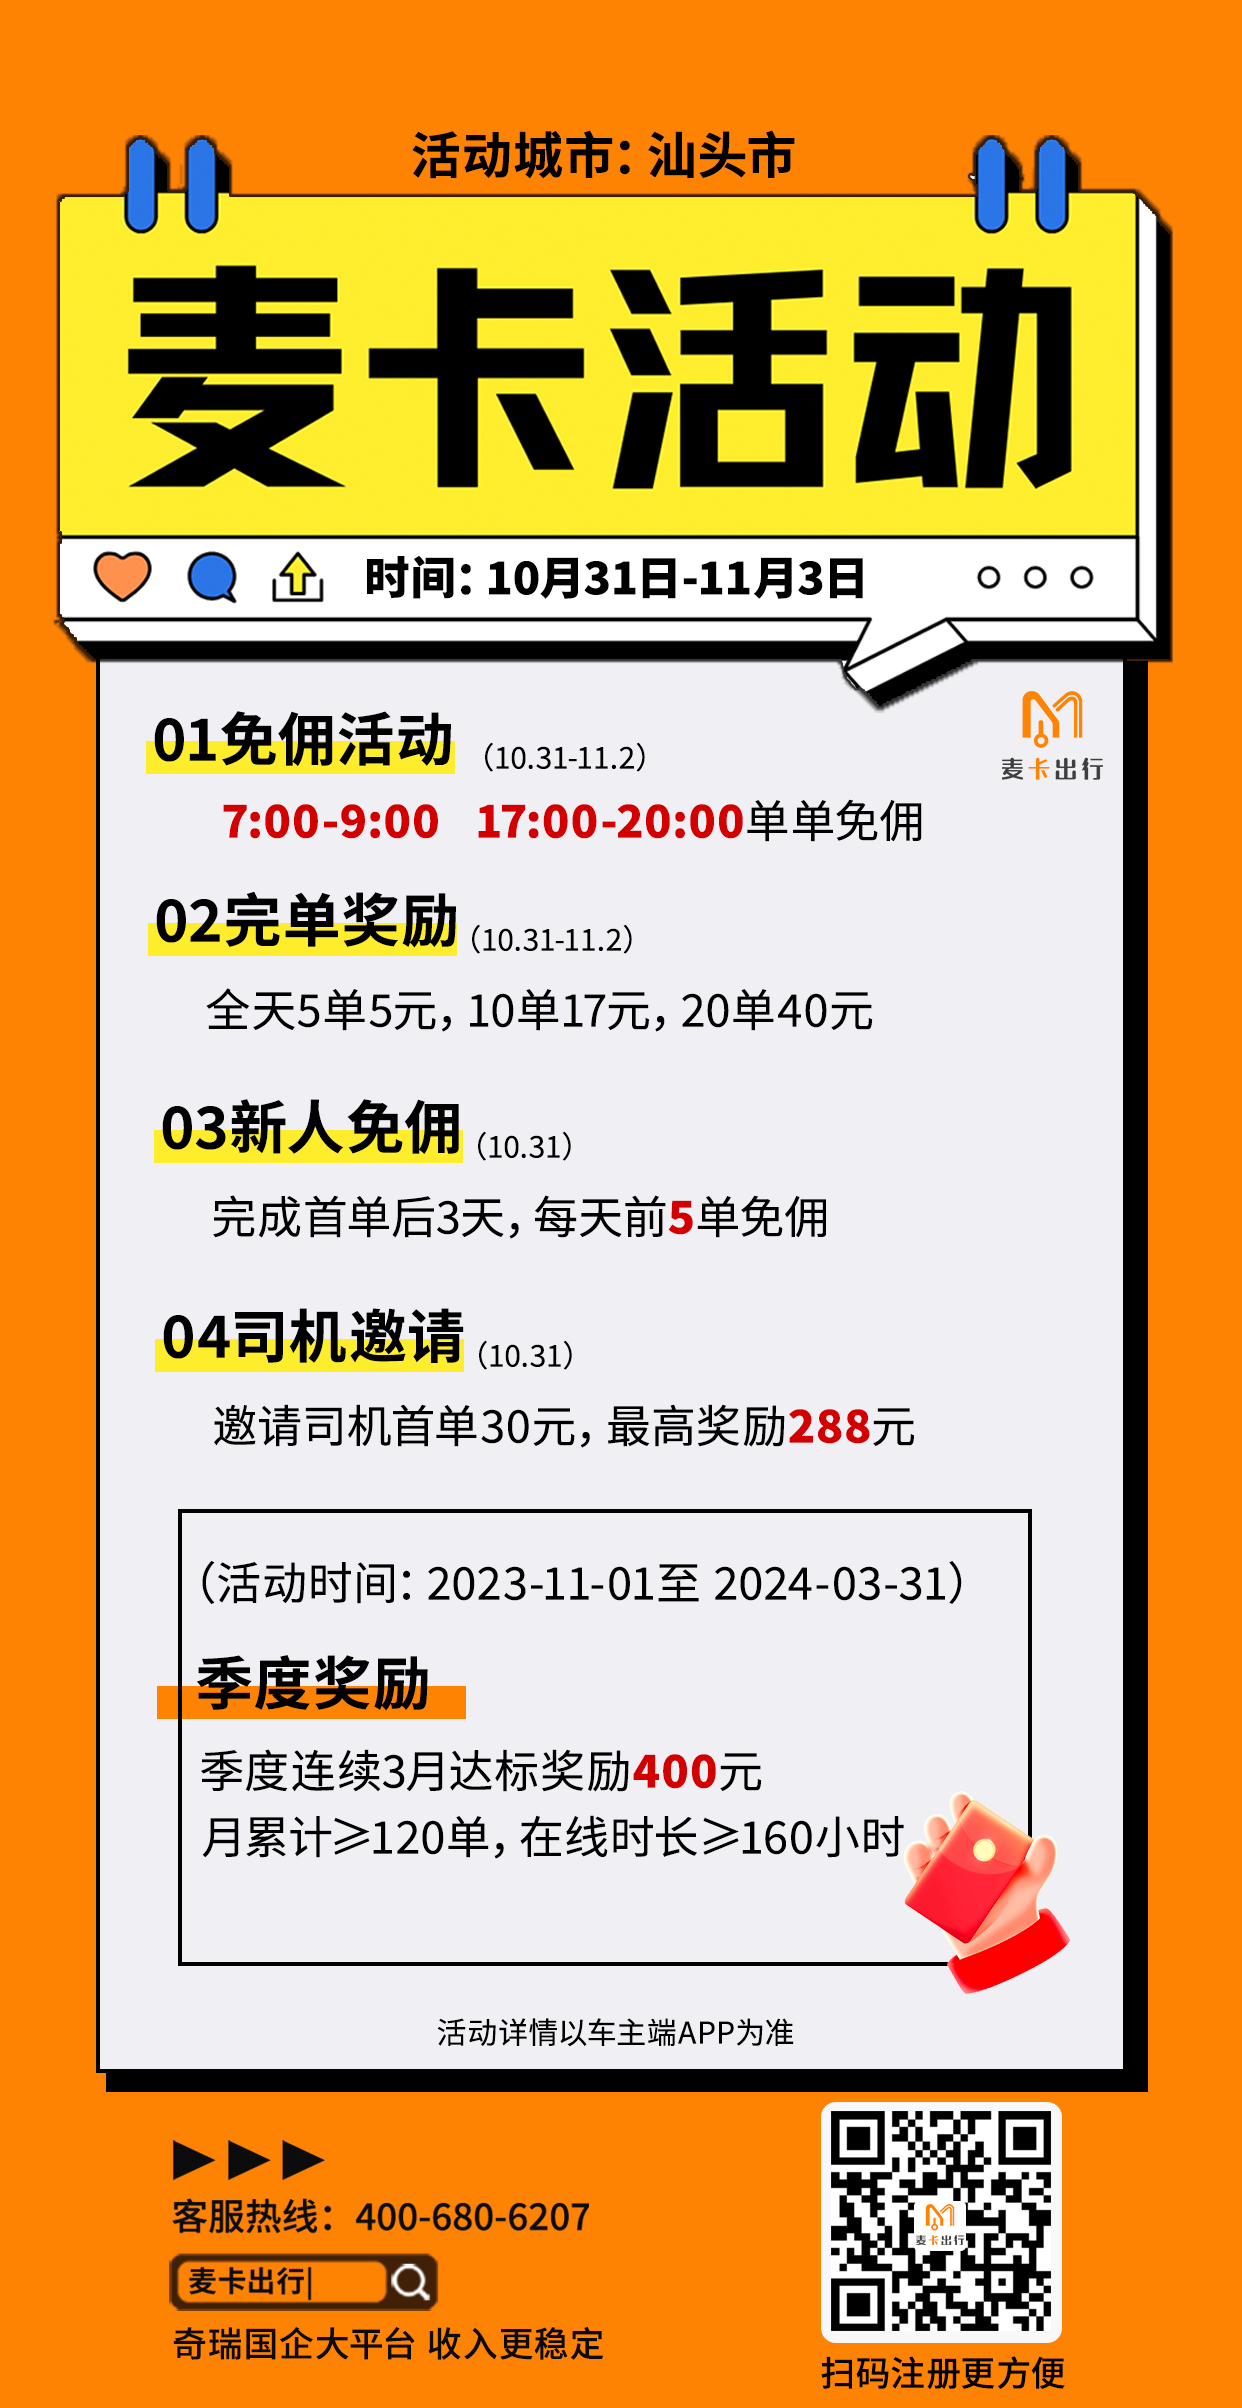 活动城市：汕头市
麦卡活动
时间：10月31日-11月3日
麦卡出行
01免佣活动（10.31-11.2）
7:00-9:00 17:00-20:00单单免佣
02完单奖励（10.31-11.2）
全天5单5元，10单17元，20单40元
03新人免佣（10.31）
完成首单后3天，每天前5单免佣
04司机邀请（10.31）
邀请司机首单30元，最高奖励288元
（活动时间：2023-11-01至 2024-03-31）
季度奖励
季度连续3月达标奖励400元
月累计≥120单，在线时长≥160小时
活动详情以车主端APP为准
客服热线：400-680-6207
麦卡出行
奇瑞国企大平台 收入更稳定
麦卡出行
扫码注册更方便